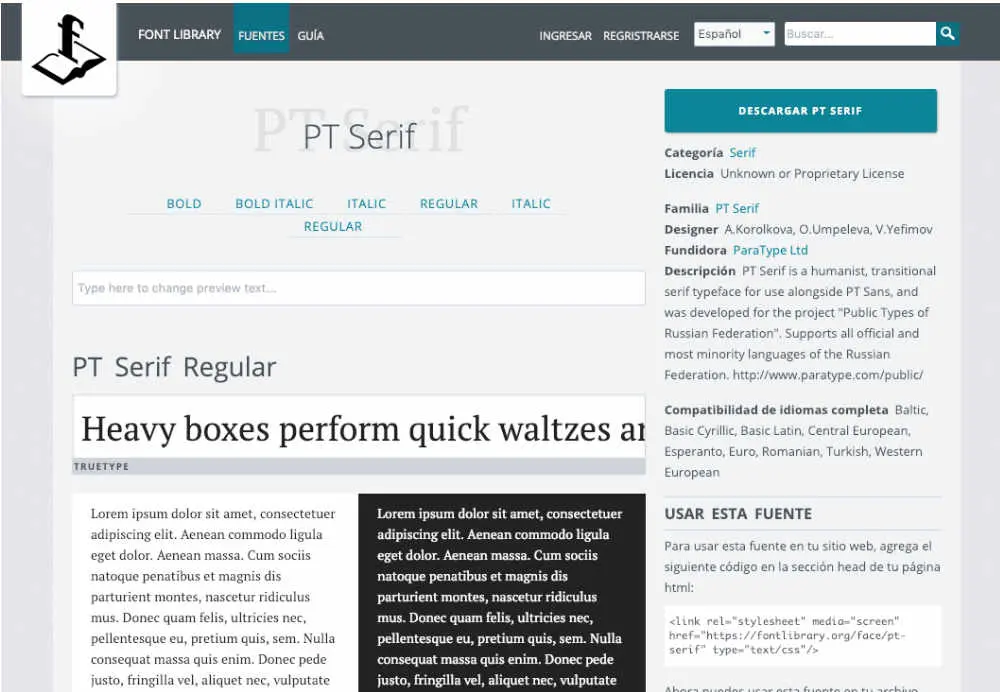 FONT LIBRARY FUENTES GUÍA INGRESAR REGRISTRARSE Español Buscar...
PT Serif
PT Serif
BOLD BOLD ITALIC ITALIC REGULAR ITALIC
REGULAR
Type here to change preview text...
PT Serif Regular
Heavy boxes perform quick waltzes ar
TRUETYPE
Lorem ipsum dolor sit amet, consectetuer
adipiscing elit. Aenean commodo ligula
eget dolor. Aenean massa. Cum sociis
natoque penatibus et magnis dis
parturient montes, nascetur ridiculus
mus. Donec quam felis, ultricies nec,
pellentesque eu, pretium quis, sem. Nulla
consequat massa quis enim. Donec pede
justo, fringilla vel, aliquet nec, vulputate
Lorem ipsum dolor sit amet, consectetuer
adipiscing elit. Aenean commodo ligula
eget dolor. Aenean massa. Cum sociis
natoque penatibus et magnis dis
parturient montes, nascetur ridiculus
mus. Donec quam felis, ultricies nec,
pellentesque eu, pretium quis, sem. Nulla
consequat massa quis enim. Donec pede
justo, fringilla vel, aliquet nec, vulputate
DESCARGAR PT SERIF
Categoría Serif
Licencia Unknown or Proprietary License
Familia PT Serif
Designer A.Korolkova, O.Umpeleva, V.Yefimov
Fundidora ParaType Ltd
Descripción PT Serif is a humanist, transitional
serif typeface for use alongside PT Sans, and
was developed for the project "Public Types of
Russian Federation". Supports all official and
most minority languages of the Russian
Federation. http://www.paratype.com/public/
Compatibilidad de idiomas completa Baltic,
Basic Cyrillic, Basic Latin, Central European,
Esperanto, Euro, Romanian, Turkish, Western
European
USAR ESTA FUENTE
Para usar esta fuente en tu sitio web, agrega el
siguiente código en la sección head de tu página
html:
<link rel="stylesheet" media="screen"
href="https://fontlibrary.org/face/pt-
serif" type="text/css"/>
Ahora puedes usar esta fuente en tu archivo